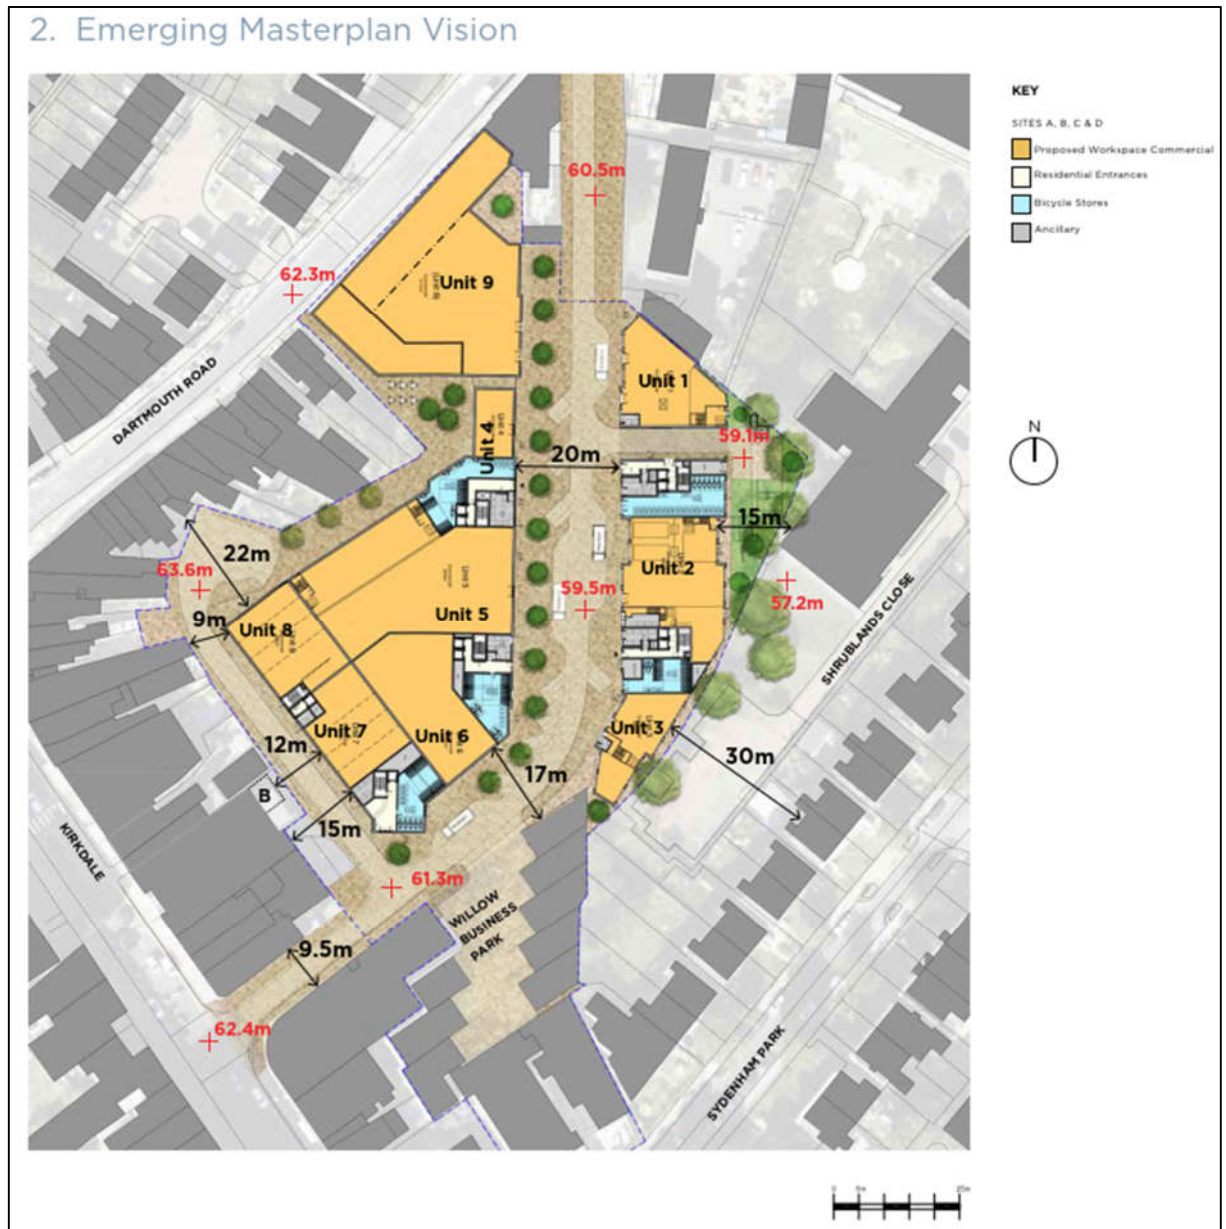 2. Emerging Masterplan Vision
KEY
SITES A, B, C & D
Proposed Workspace Commercial
Residential Entrances
Bicycle Stores
Ancillary
60.5m
62.3m
Unit 9
DARTMOUTH ROAD
Unit 1
N
Unit 4
59.1m
20m
15m
22m
63.6m
Unit 2
59.5m
57.2m
9m
Unit 8
Unit 5
SHRUBLANDS CLOSE
Unit 7
Unit 6
Unit 3
12m
17m
30m
B
15m
KIRKDALE
61.3m
WILLOW
BUSINESS
PARK
9.5m
62.4m
SYDENHAM PARK
0 5m 25m